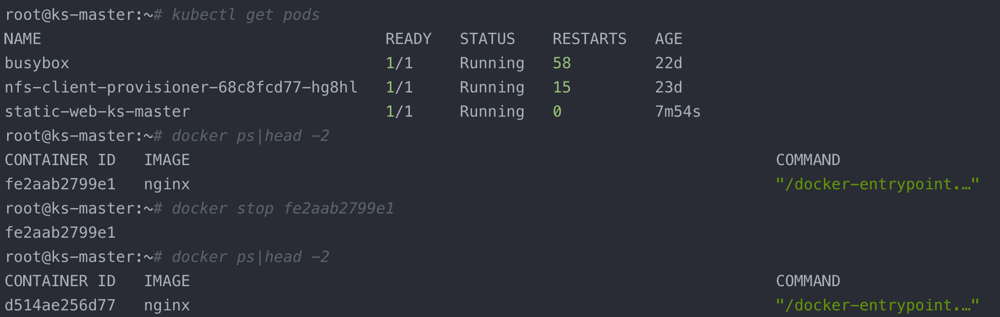 root@ks-master:~# kubectl get pods
NAME READY STATUS RESTARTS AGE
busybox 1/1 Running 58 22d
nfs-client-provisioner-68c8fcd77-hg8hl 1/1 Running 15 23d
static-web-ks-master 1/1 Running 0 7m54s
root@ks-master:~# docker ps|head -2
CONTAINER ID IMAGE COMMAND
fe2aab2799e1 nginx "/docker-entrypoint.…"
root@ks-master:~# docker stop fe2aab2799e1
fe2aab2799e1
root@ks-master:~# docker ps|head -2
CONTAINER ID IMAGE COMMAND
d514ae256d77 nginx "/docker-entrypoint.…"